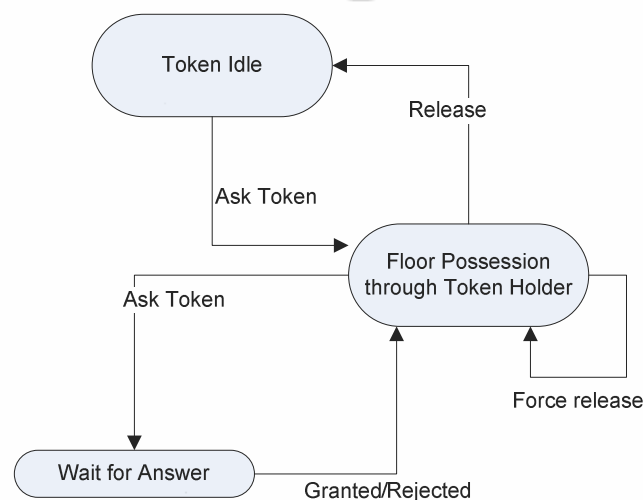 Token Idle
Release
Ask Token
Floor Possession
through Token Holder
Ask Token
Force release
Wait for Answer
Granted/Rejected